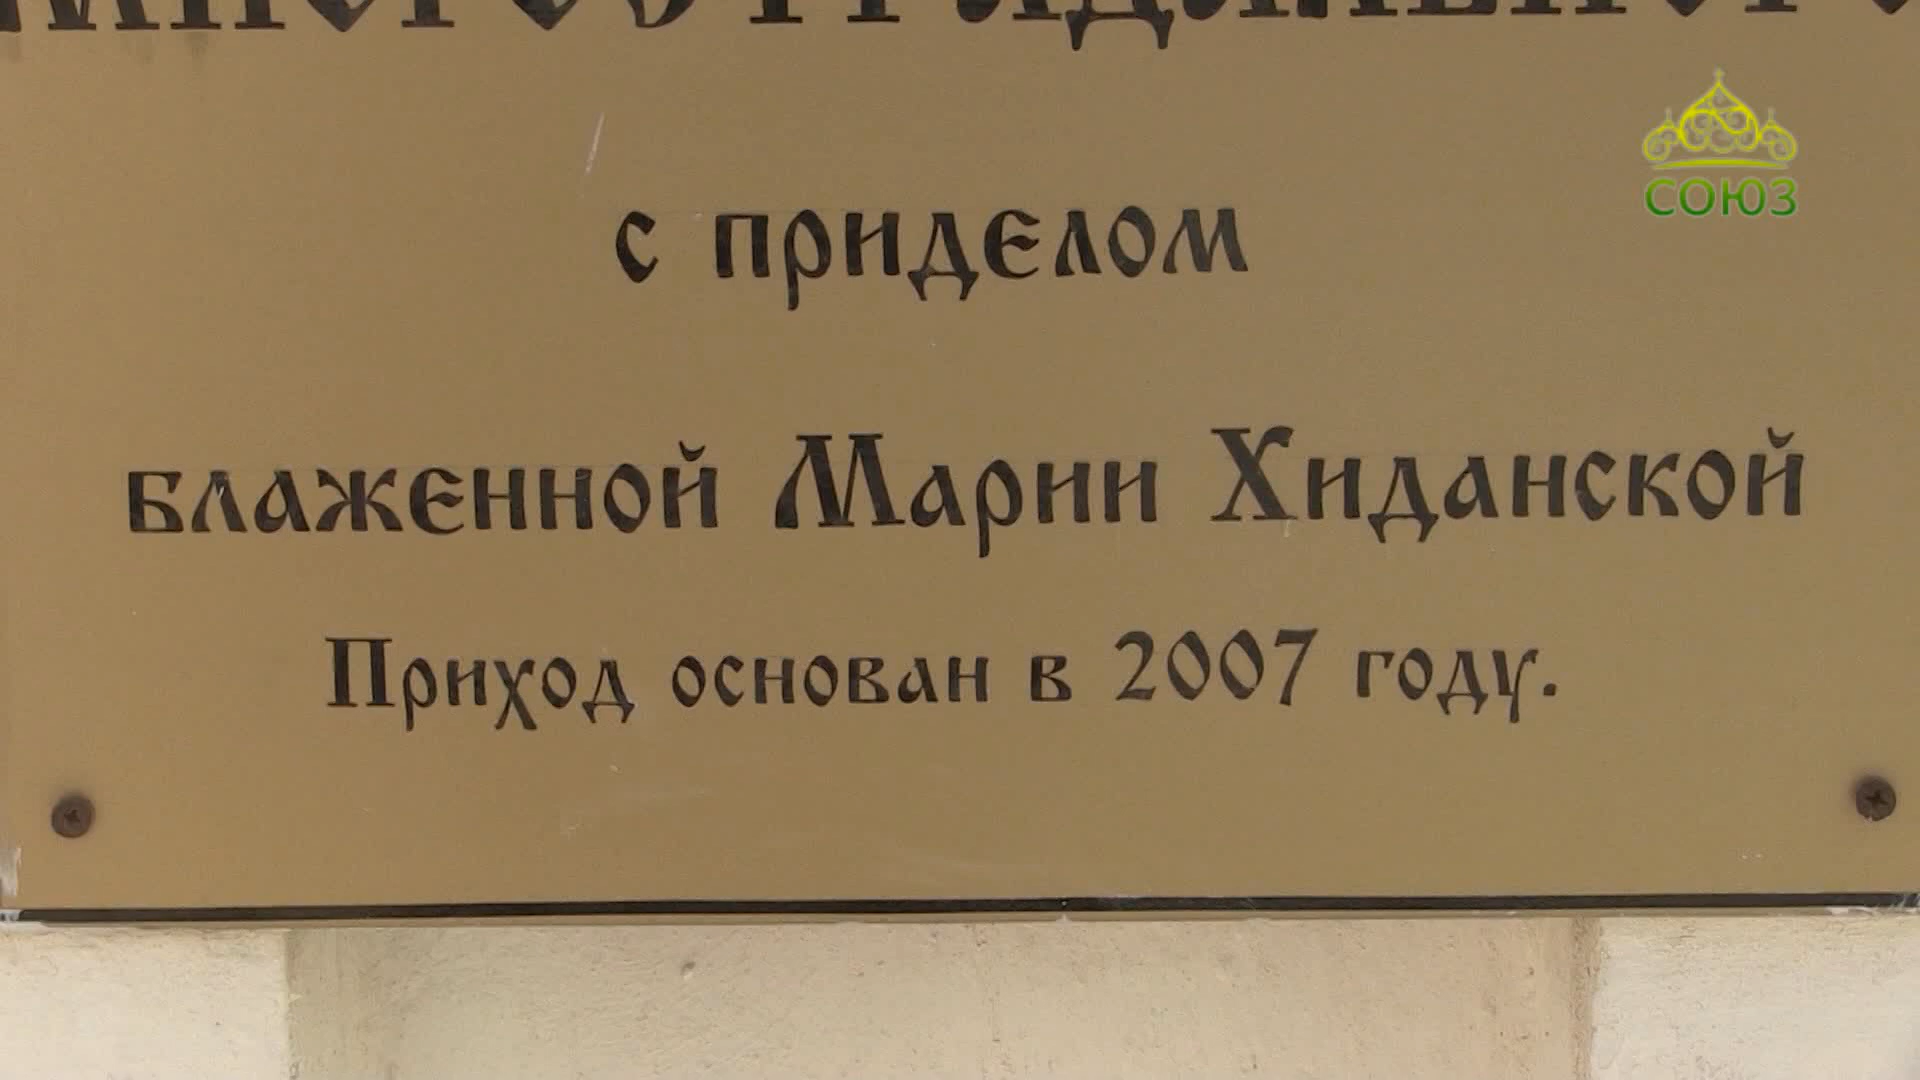 СОЮЗ
с приделом
блаженной Марии Хиданской
Приход основан в 2007 году.